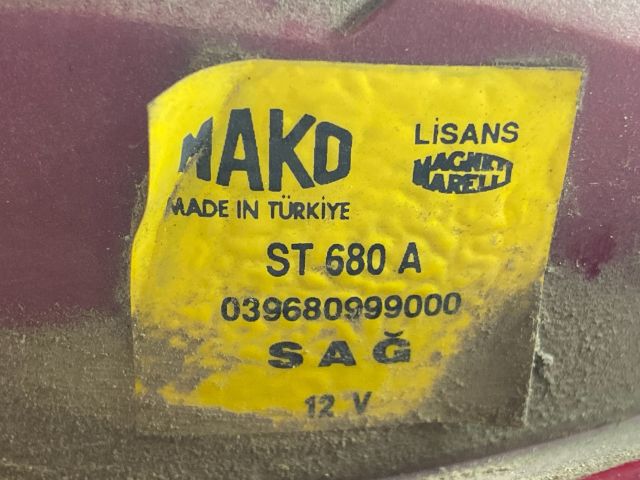 MAKO
LİSANS
MAGNETI
MARELLI
MADE IN TÜRKİYE
ST 680 A
039680999000
SAĞ
12 V